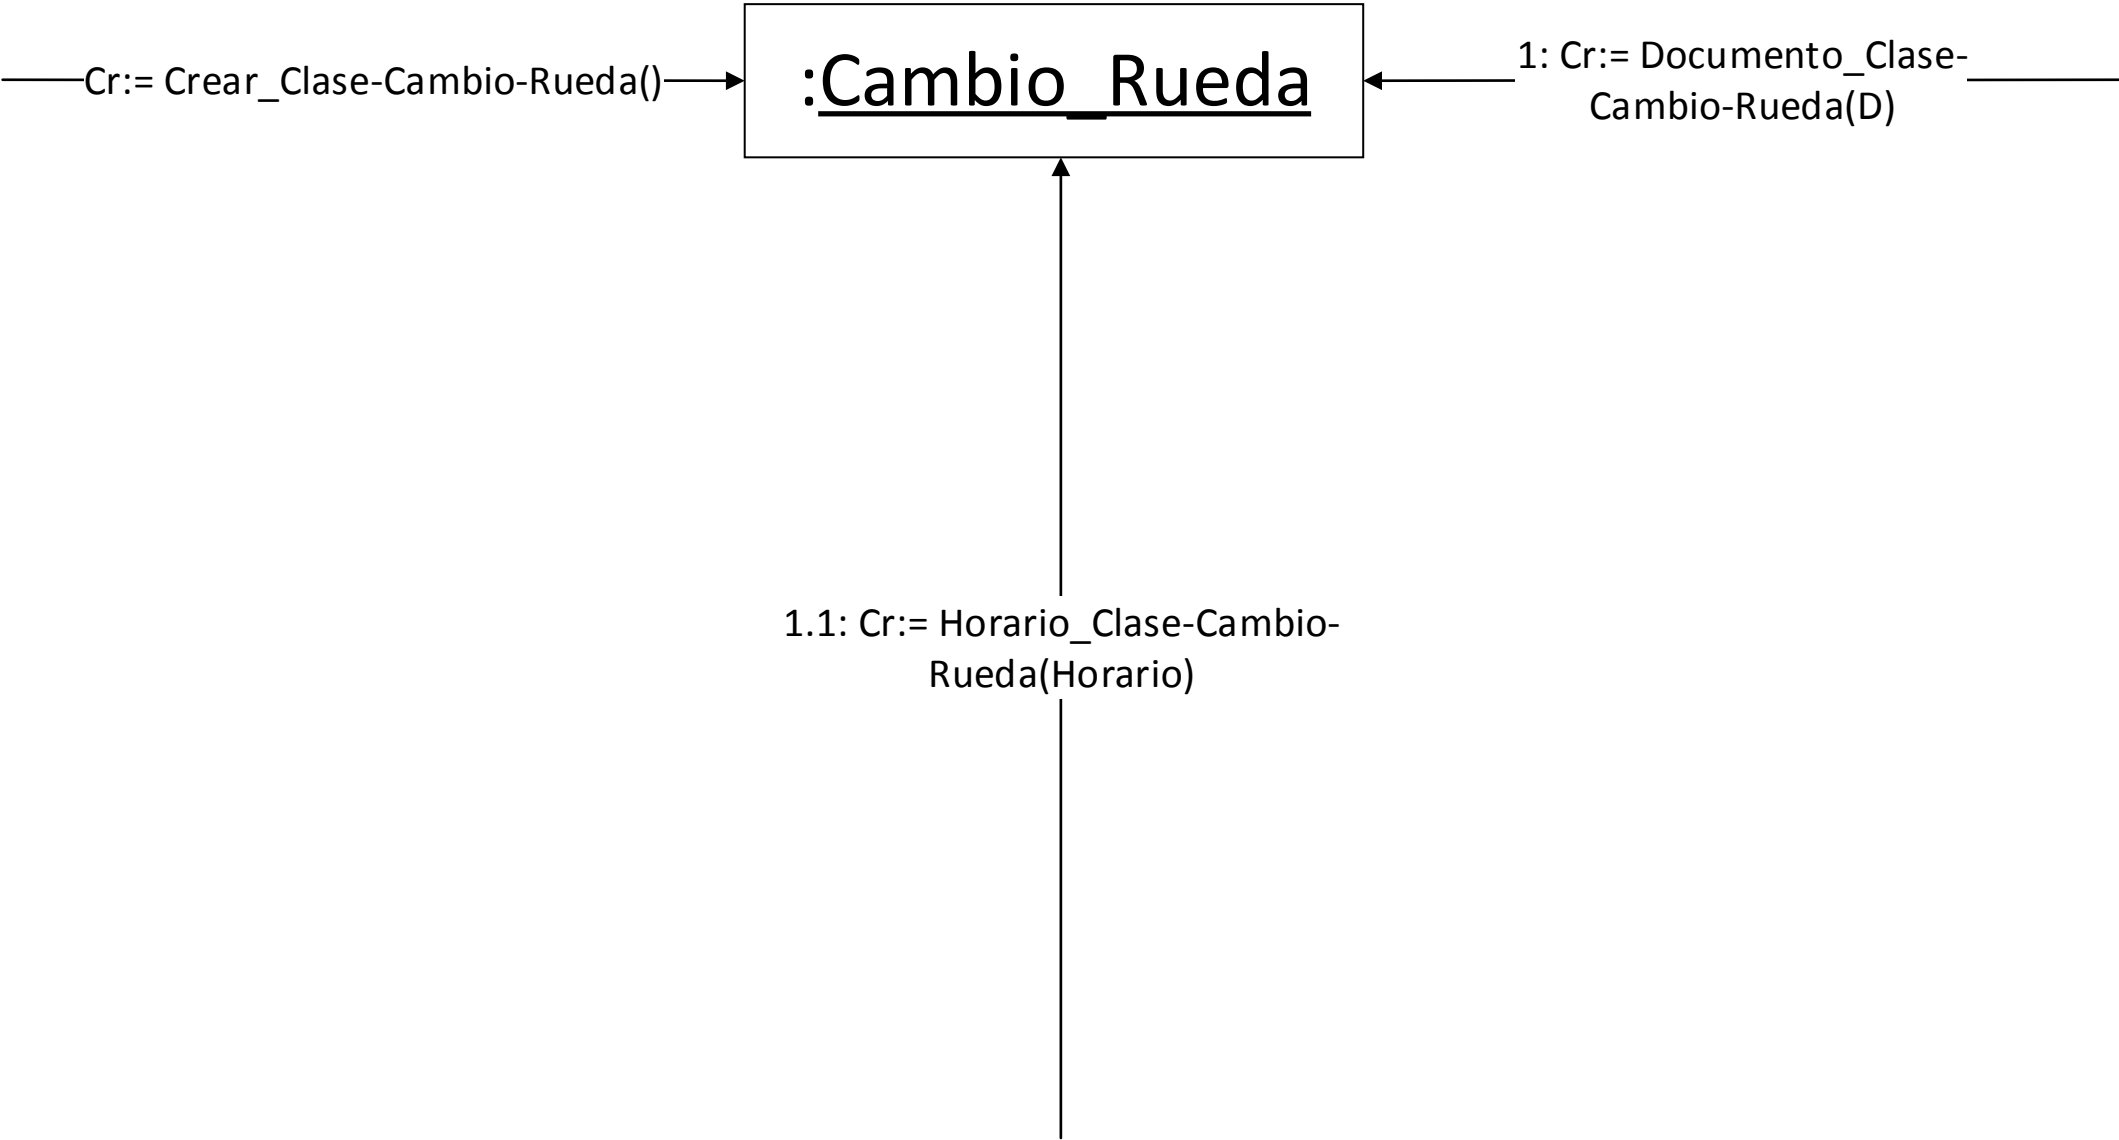 Cr:= Crear_Clase-Cambio-Rueda()
:Cambio_Rueda
1: Cr:= Documento_Clase-
Cambio-Rueda(D)
1.1: Cr:= Horario_Clase-Cambio-
Rueda(Horario)